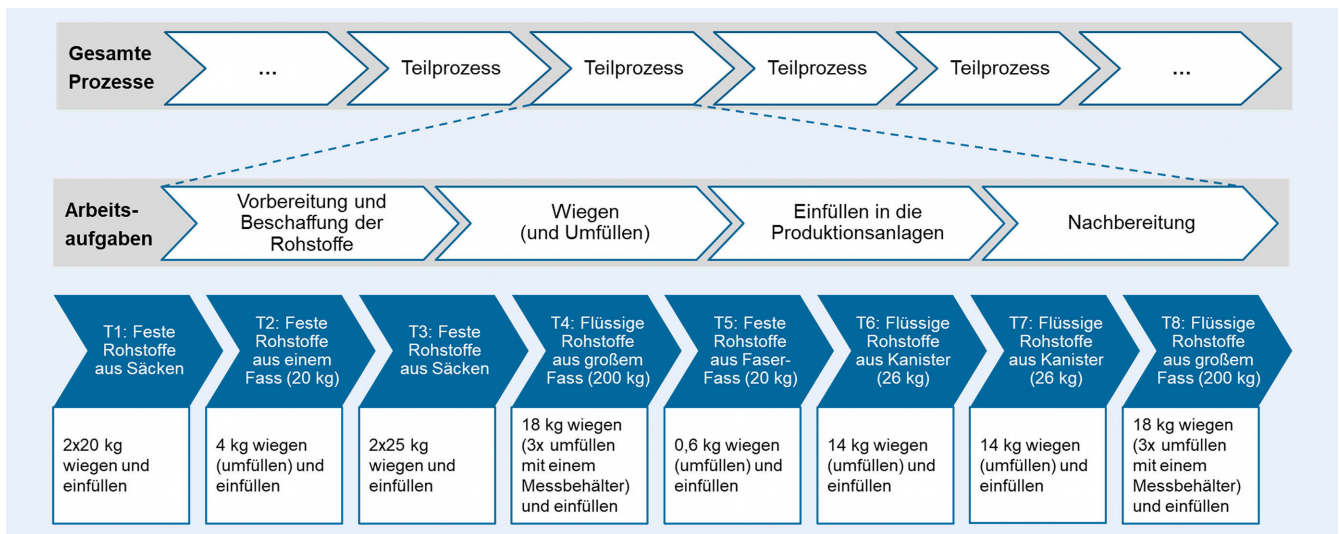 Gesamte
Prozesse
...
Teilprozess
Teilprozess
Teilprozess
Teilprozess
...
Arbeits-
aufgaben
Vorbereitung und
Beschaffung der
Rohstoffe
Wiegen
(und Umfüllen)
Einfüllen in die
Produktionsanlagen
Nachbereitung
T1: Feste
Rohstoffe
aus Säcken
T2: Feste
Rohstoffe
aus einem
Fass (20 kg)
T3: Feste
Rohstoffe
aus Säcken
T4: Flüssige
Rohstoffe
aus großem
Fass (200 kg)
T5: Feste
Rohstoffe
aus Faser-
Fass (20 kg)
T6: Flüssige
Rohstoffe
aus Kanister
(26 kg)
T7: Flüssige
Rohstoffe
aus Kanister
(26 kg)
T8: Flüssige
Rohstoffe
aus großem
Fass (200 kg)
2x20 kg
wiegen und
einfüllen
4 kg wiegen
(umfüllen) und
einfüllen
2x25 kg
wiegen und
einfüllen
18 kg wiegen
(3x umfüllen
mit einem
Messbehälter)
und einfüllen
0,6 kg wiegen
(umfüllen) und
einfüllen
14 kg wiegen
(umfüllen) und
einfüllen
14 kg wiegen
(umfüllen) und
einfüllen
18 kg wiegen
(3x umfüllen
mit einem
Messbehälter)
und einfüllen